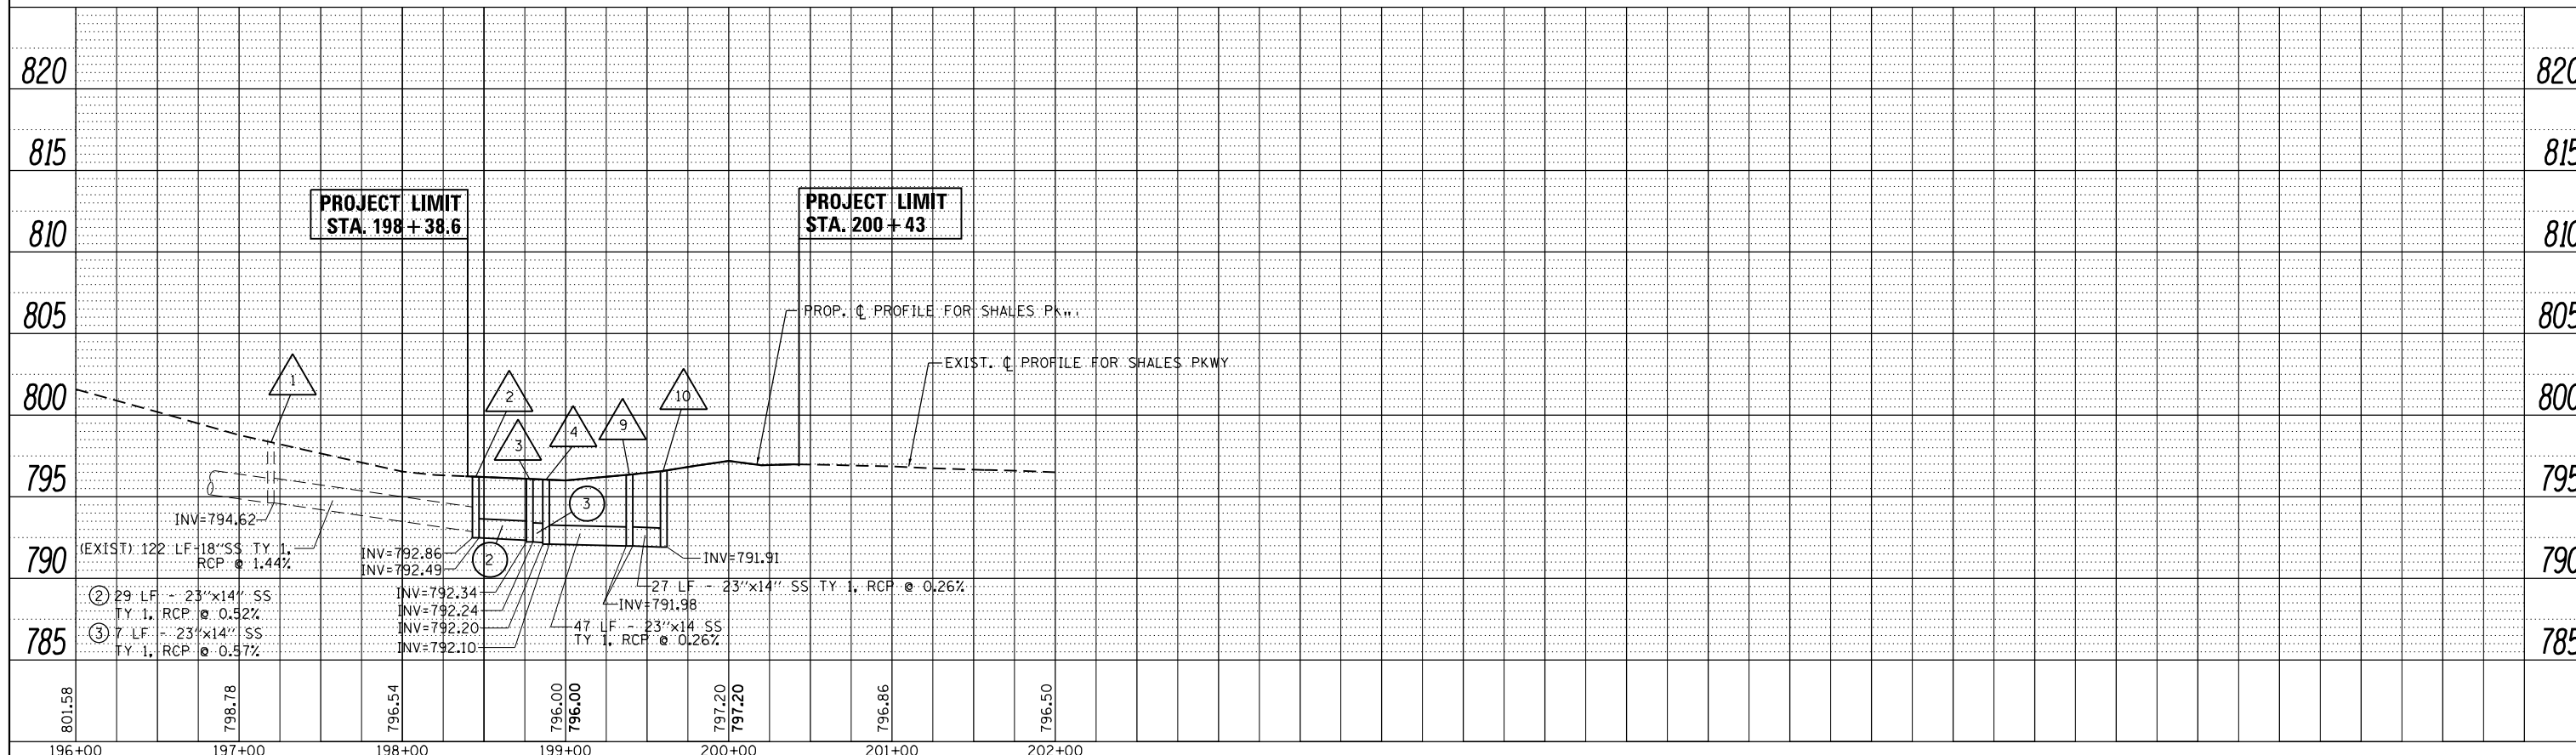 820
820
815
815
PROJECT LIMIT
STA. 198+38.6
PROJECT LIMIT
STA. 200+43
810
810
805
805
PROP. ℄ PROFILE FOR SHALES
EXIST. ℄ PROFILE FOR SHALES PKWY
800
800
1
2
3
4
9
10
795
795
3
INV=794.62
(EXIST) 122 LF-18"SS TY 1,
RCP @ 1.44%
INV=792.86
INV=792.49
2
INV=791.91
790
790
2 29 LF - 23"x14" SS
TY 1, RCP @ 0.52%
3 7 LF - 23"x14" SS
TY 1, RCP @ 0.57%
INV=792.34
INV=792.24
INV=792.20
INV=792.10
27 LF - 23"x14" SS TY 1, RCP @ 0.26%
INV=791.98
47 LF - 23"x14 SS
TY 1, RCP @ 0.26%
785
785
801.58
798.78
796.54
796.00
796.00
797.20
797.20
796.86
796.50
196+00
197+00
198+00
199+00
200+00
201+00
202+00